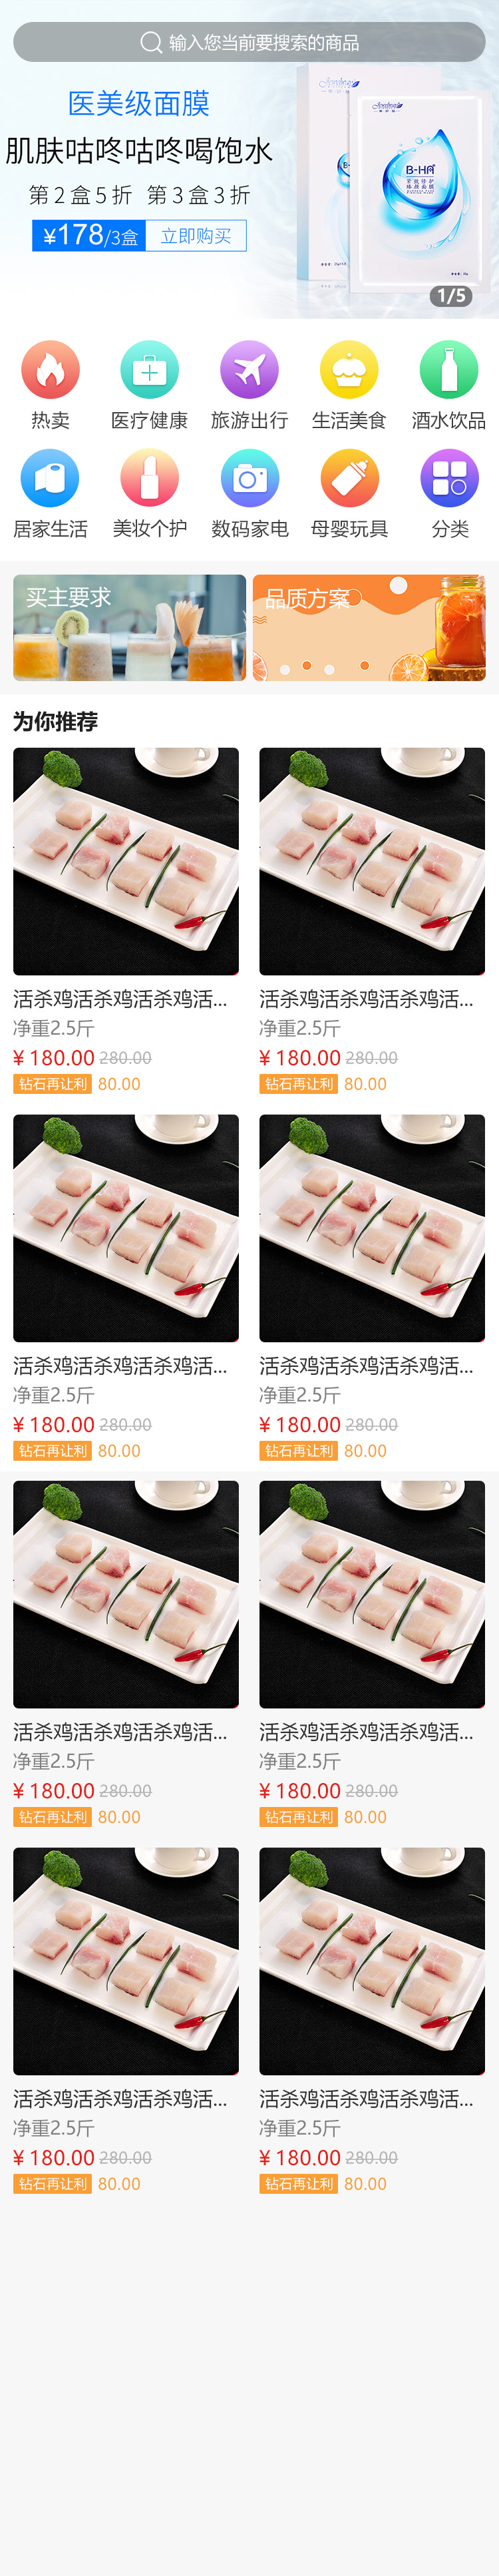 输入您当前要搜索的商品
医美级面膜
肌肤咕咚咕咚喝饱水
第2盒5折 第3盒3折
¥178/3盒 立即购买
B-HA
1/5
热卖 医疗健康 旅游出行 生活美食 酒水饮品
居家生活 美妆个护 数码家电 母婴玩具 分类
买主要求 品质方案
为你推荐
活杀鸡活杀鸡活杀鸡活... 活杀鸡活杀鸡活杀鸡活...
净重2.5斤 净重2.5斤
¥ 180.00 280.00 ¥ 180.00 280.00
钻石再让利 80.00 钻石再让利 80.00
活杀鸡活杀鸡活杀鸡活... 活杀鸡活杀鸡活杀鸡活...
净重2.5斤 净重2.5斤
¥ 180.00 280.00 ¥ 180.00 280.00
钻石再让利 80.00 钻石再让利 80.00
活杀鸡活杀鸡活杀鸡活... 活杀鸡活杀鸡活杀鸡活...
净重2.5斤 净重2.5斤
¥ 180.00 280.00 ¥ 180.00 280.00
钻石再让利 80.00 钻石再让利 80.00
活杀鸡活杀鸡活杀鸡活... 活杀鸡活杀鸡活杀鸡活...
净重2.5斤 净重2.5斤
¥ 180.00 280.00 ¥ 180.00 280.00
钻石再让利 80.00 钻石再让利 80.00